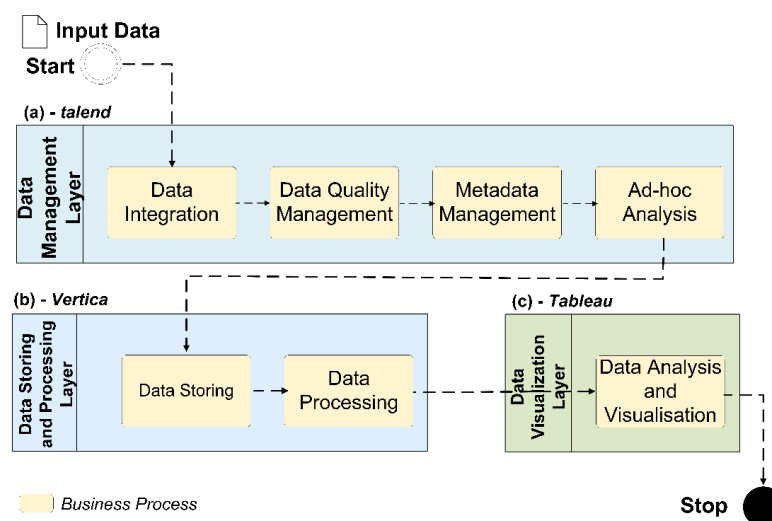 Input Data
Start
(a) - talend
Data
Management
Layer
Data
Integration
Data Quality
Management
Metadata
Management
Ad-hoc
Analysis
(b) - Vertica
Data Storing
and Processing
Layer
Data Storing
Data
Processing
(c) - Tableau
Data
Visualization
Layer
Data Analysis
and
Visualisation
Business Process
Stop